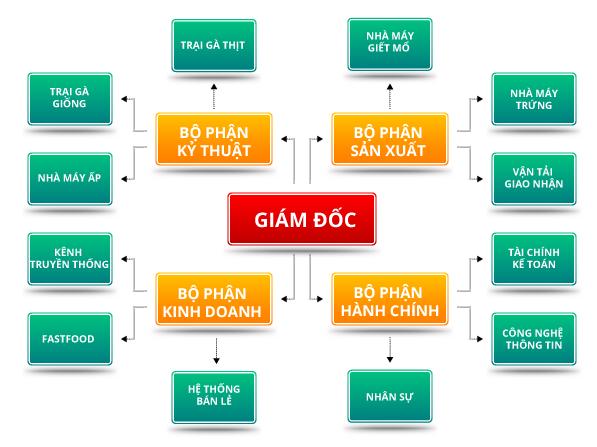 TRẠI GÀ THỊT
NHÀ MÁY
GIẾT MỔ
TRẠI GÀ
GIỐNG
BỘ PHẬN
KỸ THUẬT
BỘ PHẬN
SẢN XUẤT
NHÀ MÁY
TRỨNG
NHÀ MÁY ẤP
VẬN TẢI
GIAO NHẬN
GIÁM ĐỐC
KÊNH
TRUYỀN THỐNG
BỘ PHẬN
KINH DOANH
BỘ PHẬN
HÀNH CHÍNH
TÀI CHÍNH
KẾ TOÁN
FASTFOOD
CÔNG NGHỆ
THÔNG TIN
HỆ THỐNG
BÁN LẺ
NHÂN SỰ